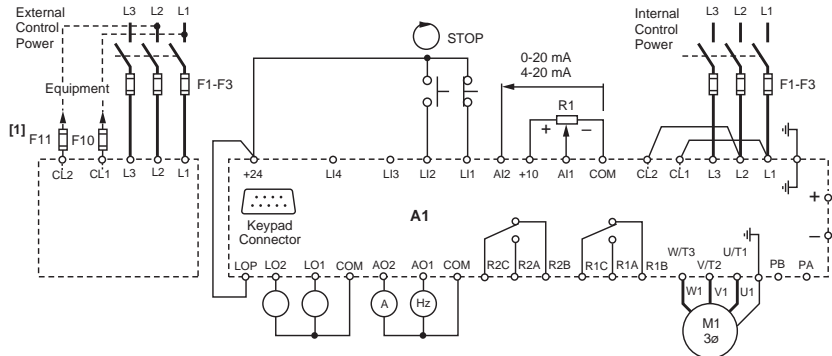 External
Control
Power
L3 L2 L1
STOP
Internal
Control
Power
L3 L2 L1
0-20 mA
4-20 mA
Equipment
F1-F3
F1-F3
R1
+ −
[1] F11 F10
CL2 CL1 L3 L2 L1
+24 LI4 LI3 LI2 LI1 AI2 +10 AI1 COM CL2 CL1 L3 L2 L1
+
−
A1
Keypad
Connector
LOP LO2 LO1 COM AO2 AO1 COM R2C R2A R2B R1C R1A R1B W/T3 V/T2 U/T1 PB PA
A Hz
W1 V1 U1
M1
3ø